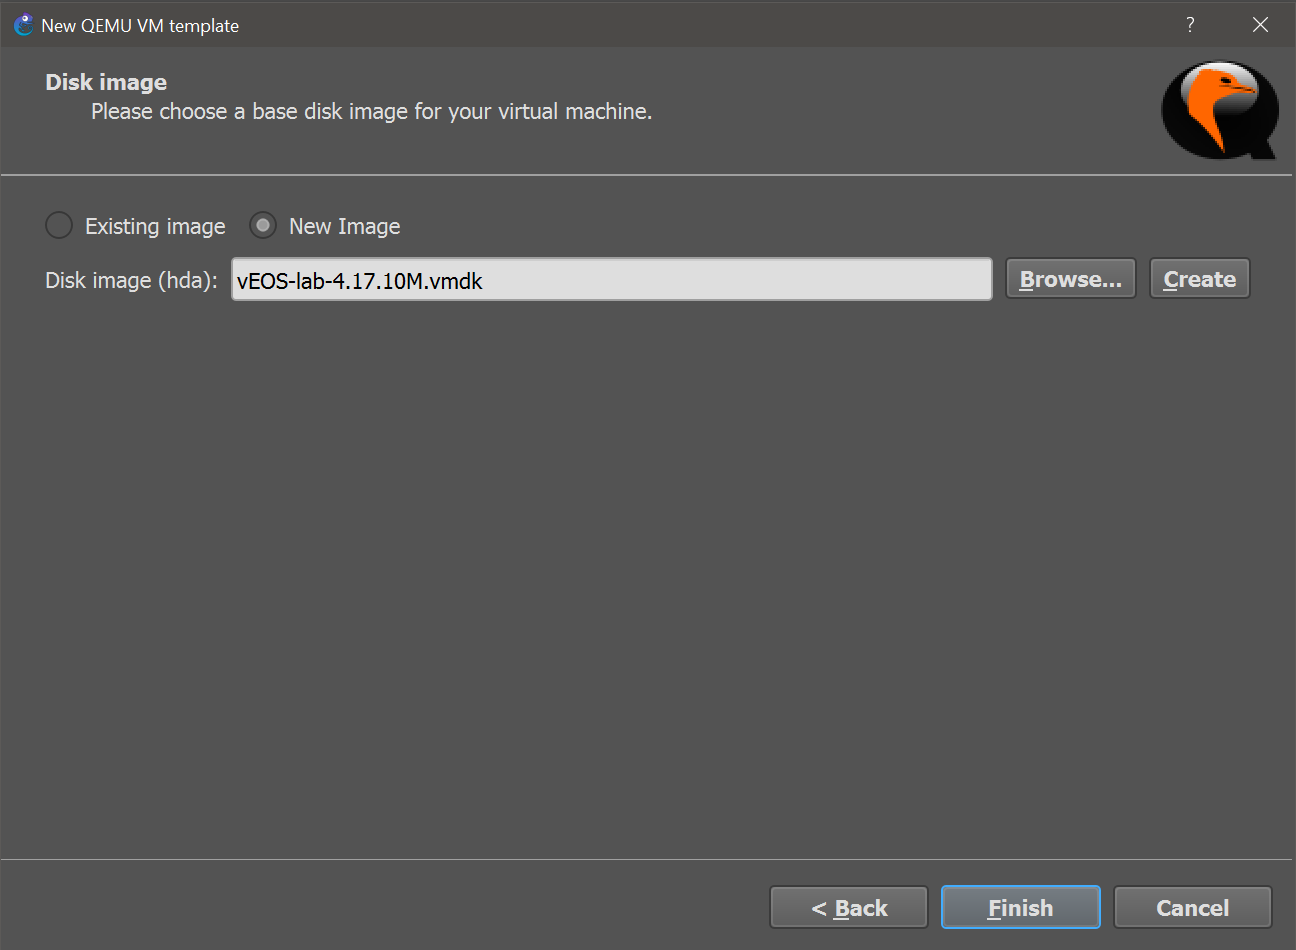 New QEMU VM template
?
Disk image
Please choose a base disk image for your virtual machine.
Existing image New Image
Disk image (hda): vEOS-lab-4.17.10M.vmdk Browse... Create
< Back Finish Cancel